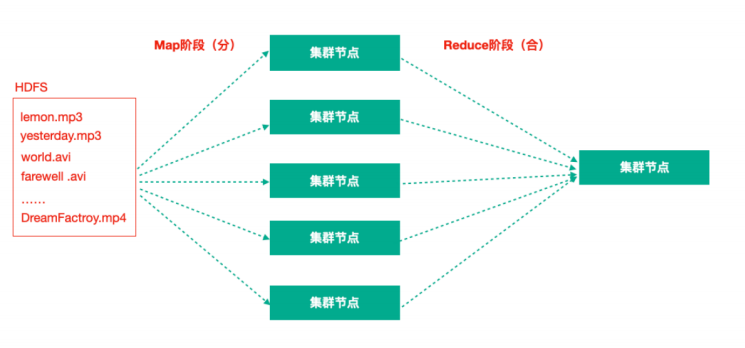 Map阶段（分）
Reduce阶段（合）
HDFS
lemon.mp3
yesterday.mp3
world.avi
farewell .avi
……
DreamFactroy.mp4
集群节点
集群节点
集群节点
集群节点
集群节点
集群节点